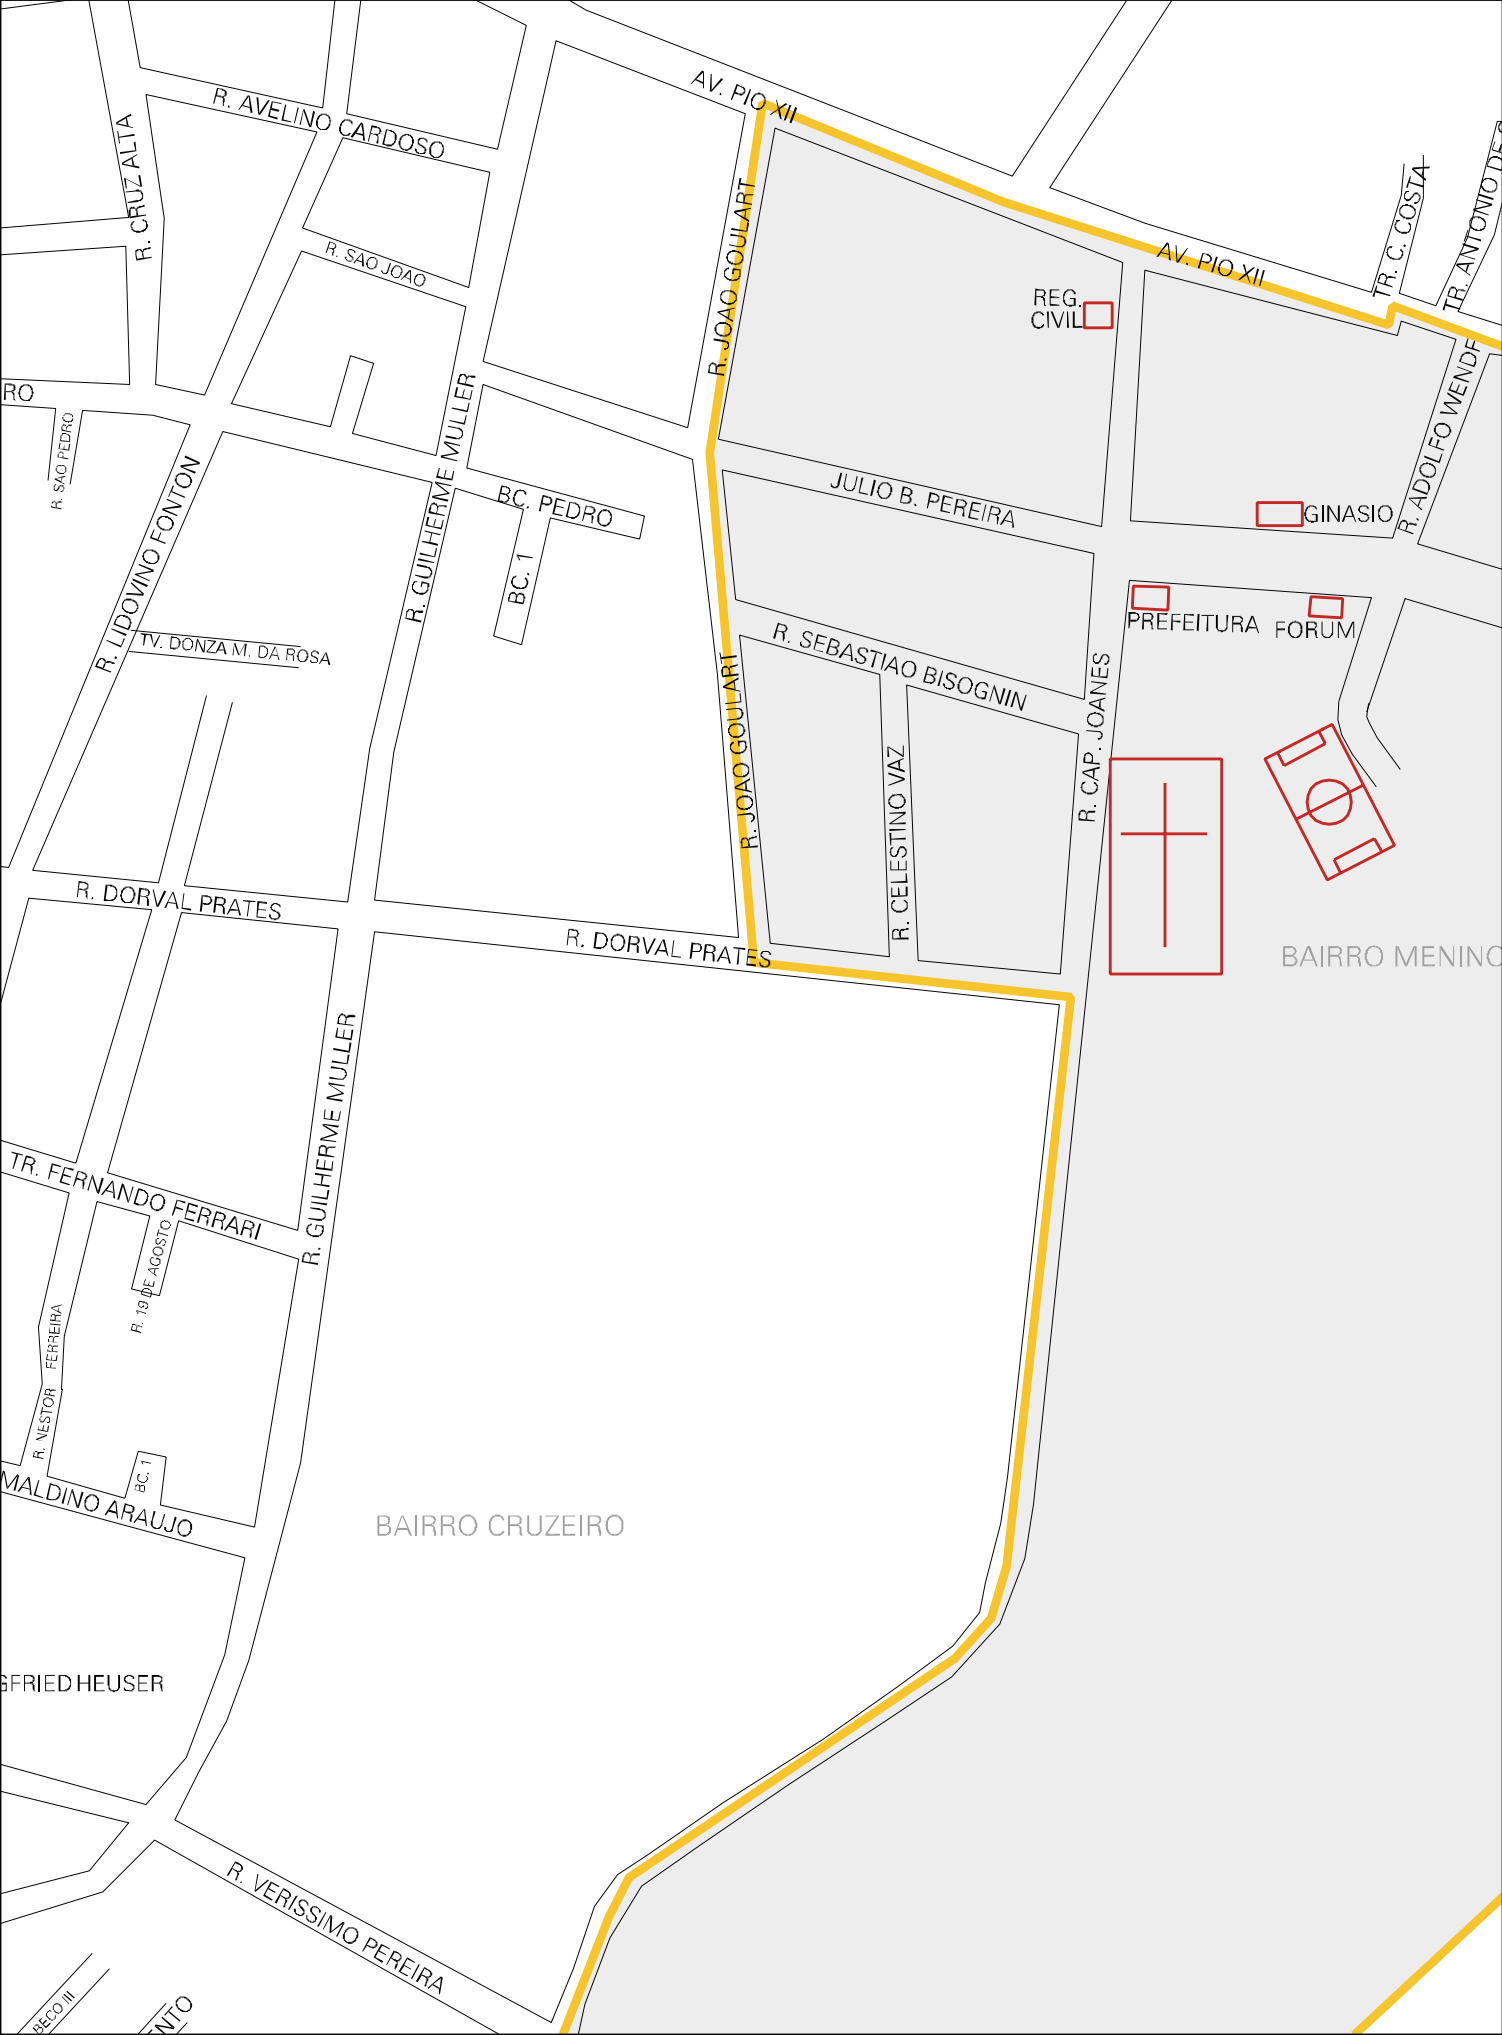 AV. PIO XII
R. AVELINO CARDOSO
R. CRUZ ALTA
TR. C. COSTA
TR. ANTONIO DE
R. JOAO GOULART
R. SAO JOAO
AV. PIO XII
REG.
CIVIL
RO
R. SAO PEDRO
R. GUILHERME MULLER
R. ADOLFO WENDE
JULIO B. PEREIRA
BC. PEDRO
GINASIO
R. LIDOVINO FONTON
BC. 1
PREFEITURA
FORUM
TV. DONZA M. DA ROSA
R. SEBASTIAO BISOGNIN
R. JOAO GOULART
R. CAP. JOANES
R. CELESTINO VAZ
R. DORVAL PRATES
R. DORVAL PRATES
BAIRRO MENINO
R. GUILHERME MULLER
TR. FERNANDO FERRARI
R. 19 DE AGOSTO
R. NESTOR FERREIRA
BC. 1
MALDINO ARAUJO
BAIRRO CRUZEIRO
GFRIED HEUSER
R. VERISSIMO PEREIRA
BECO III
ENTO